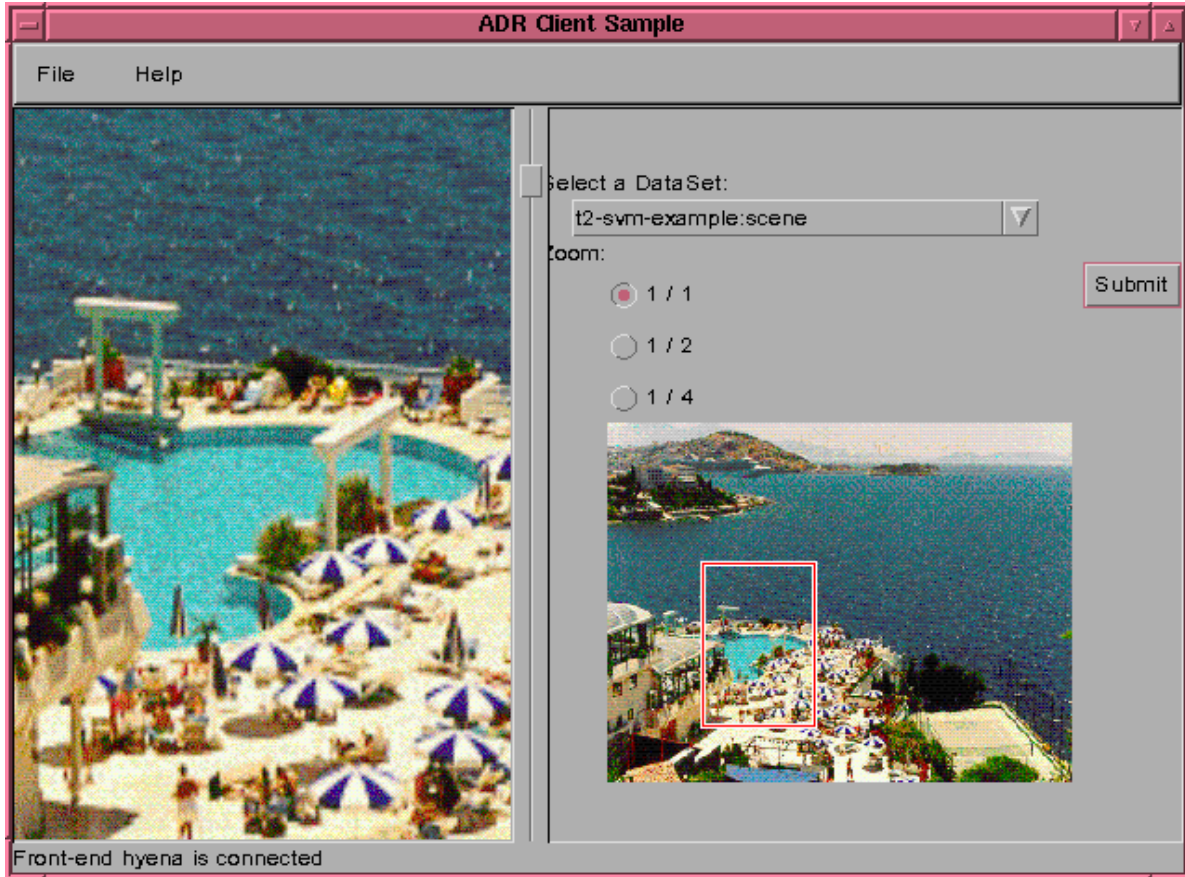 ADR Client Sample
File Help
Select a DataSet:
t2-svm-example:scene
Zoom:
1 / 1
Submit
1 / 2
1 / 4
Front-end hyena is connected